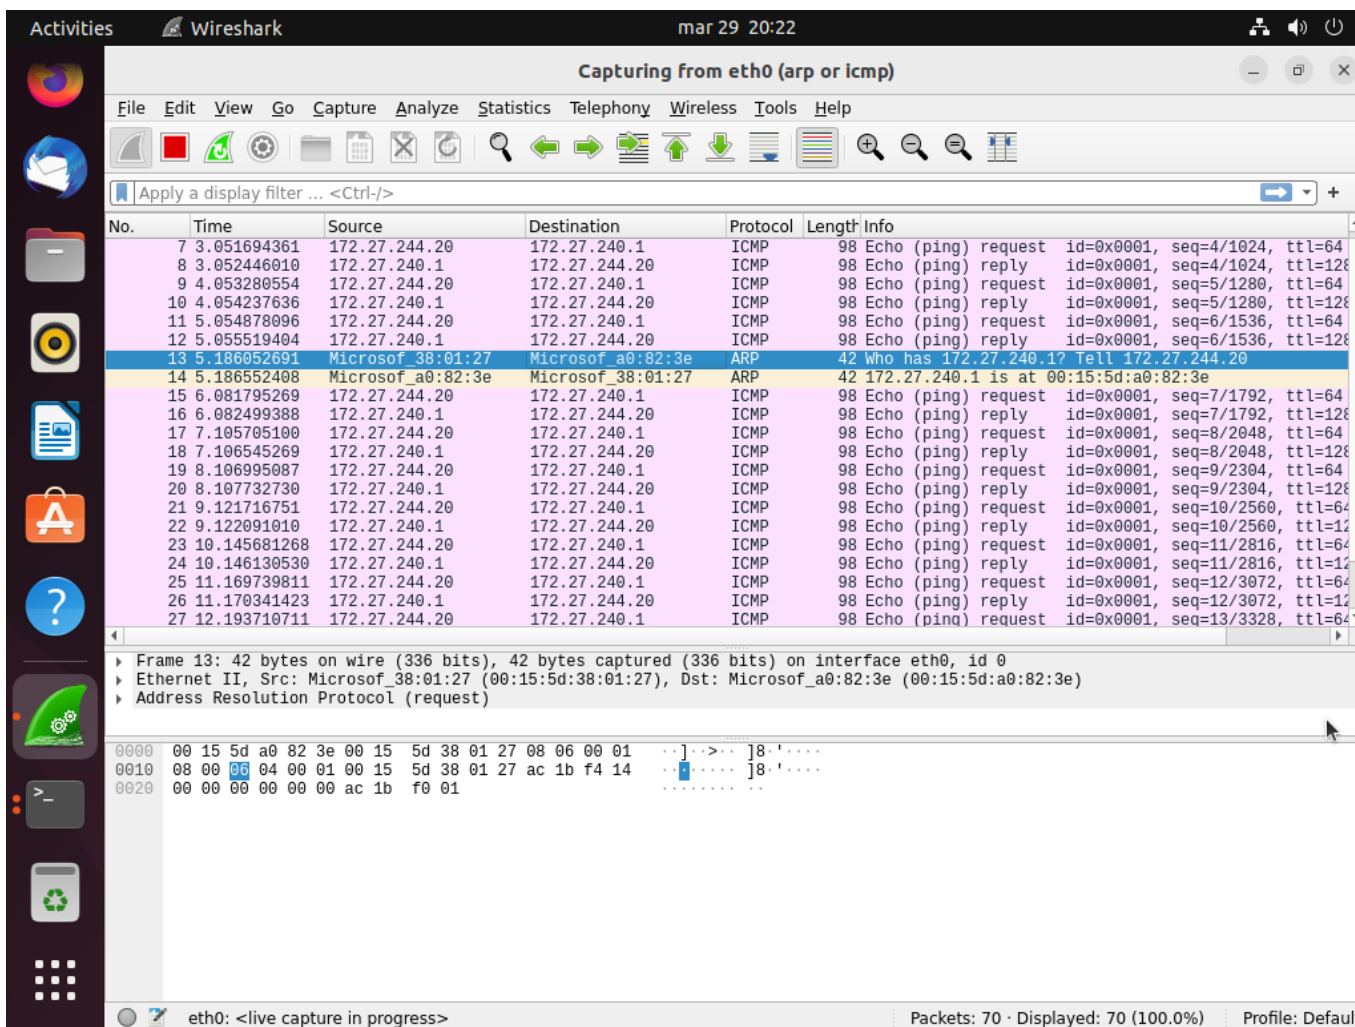 Activities Wireshark mar 29 20:22
Capturing from eth0 (arp or icmp)
File Edit View Go Capture Analyze Statistics Telephony Wireless Tools Help
Apply a display filter … <Ctrl-/>
No. Time Source Destination Protocol Length Info
7 3.051694361 172.27.244.20 172.27.240.1 ICMP 98 Echo (ping) request id=0x0001, seq=4/1024, ttl=64
8 3.052446010 172.27.240.1 172.27.244.20 ICMP 98 Echo (ping) reply id=0x0001, seq=4/1024, ttl=128
9 4.053280554 172.27.244.20 172.27.240.1 ICMP 98 Echo (ping) request id=0x0001, seq=5/1280, ttl=64
10 4.054237636 172.27.240.1 172.27.244.20 ICMP 98 Echo (ping) reply id=0x0001, seq=5/1280, ttl=128
11 5.054878096 172.27.244.20 172.27.240.1 ICMP 98 Echo (ping) request id=0x0001, seq=6/1536, ttl=64
12 5.055519404 172.27.240.1 172.27.244.20 ICMP 98 Echo (ping) reply id=0x0001, seq=6/1536, ttl=128
13 5.186052691 Microsof_38:01:27 Microsof_a0:82:3e ARP 42 Who has 172.27.240.1? Tell 172.27.244.20
14 5.186552408 Microsof_a0:82:3e Microsof_38:01:27 ARP 42 172.27.240.1 is at 00:15:5d:a0:82:3e
15 6.081795269 172.27.244.20 172.27.240.1 ICMP 98 Echo (ping) request id=0x0001, seq=7/1792, ttl=64
16 6.082499388 172.27.240.1 172.27.244.20 ICMP 98 Echo (ping) reply id=0x0001, seq=7/1792, ttl=128
17 7.105705100 172.27.244.20 172.27.240.1 ICMP 98 Echo (ping) request id=0x0001, seq=8/2048, ttl=64
18 7.106545269 172.27.240.1 172.27.244.20 ICMP 98 Echo (ping) reply id=0x0001, seq=8/2048, ttl=128
19 8.106995087 172.27.244.20 172.27.240.1 ICMP 98 Echo (ping) request id=0x0001, seq=9/2304, ttl=64
20 8.107732730 172.27.240.1 172.27.244.20 ICMP 98 Echo (ping) reply id=0x0001, seq=9/2304, ttl=128
21 9.121716751 172.27.244.20 172.27.240.1 ICMP 98 Echo (ping) request id=0x0001, seq=10/2560, ttl=64
22 9.122091010 172.27.240.1 172.27.244.20 ICMP 98 Echo (ping) reply id=0x0001, seq=10/2560, ttl=12
23 10.145681268 172.27.244.20 172.27.240.1 ICMP 98 Echo (ping) request id=0x0001, seq=11/2816, ttl=64
24 10.146130530 172.27.240.1 172.27.244.20 ICMP 98 Echo (ping) reply id=0x0001, seq=11/2816, ttl=12
25 11.169739811 172.27.244.20 172.27.240.1 ICMP 98 Echo (ping) request id=0x0001, seq=12/3072, ttl=64
26 11.170341423 172.27.240.1 172.27.244.20 ICMP 98 Echo (ping) reply id=0x0001, seq=12/3072, ttl=12
27 12.193710711 172.27.244.20 172.27.240.1 ICMP 98 Echo (ping) request id=0x0001, seq=13/3328, ttl=64
Frame 13: 42 bytes on wire (336 bits), 42 bytes captured (336 bits) on interface eth0, id 0
Ethernet II, Src: Microsof_38:01:27 (00:15:5d:38:01:27), Dst: Microsof_a0:82:3e (00:15:5d:a0:82:3e)
Address Resolution Protocol (request)
0000 00 15 5d a0 82 3e 00 15 5d 38 01 27 08 06 00 01 ··]··>·· ]8·'····
0010 08 00 06 04 00 01 00 15 5d 38 01 27 ac 1b f4 14 ········ ]8·'····
0020 00 00 00 00 00 00 ac 1b f0 01 ········ ··
eth0: <live capture in progress> Packets: 70 · Displayed: 70 (100.0%) Profile: Defaul